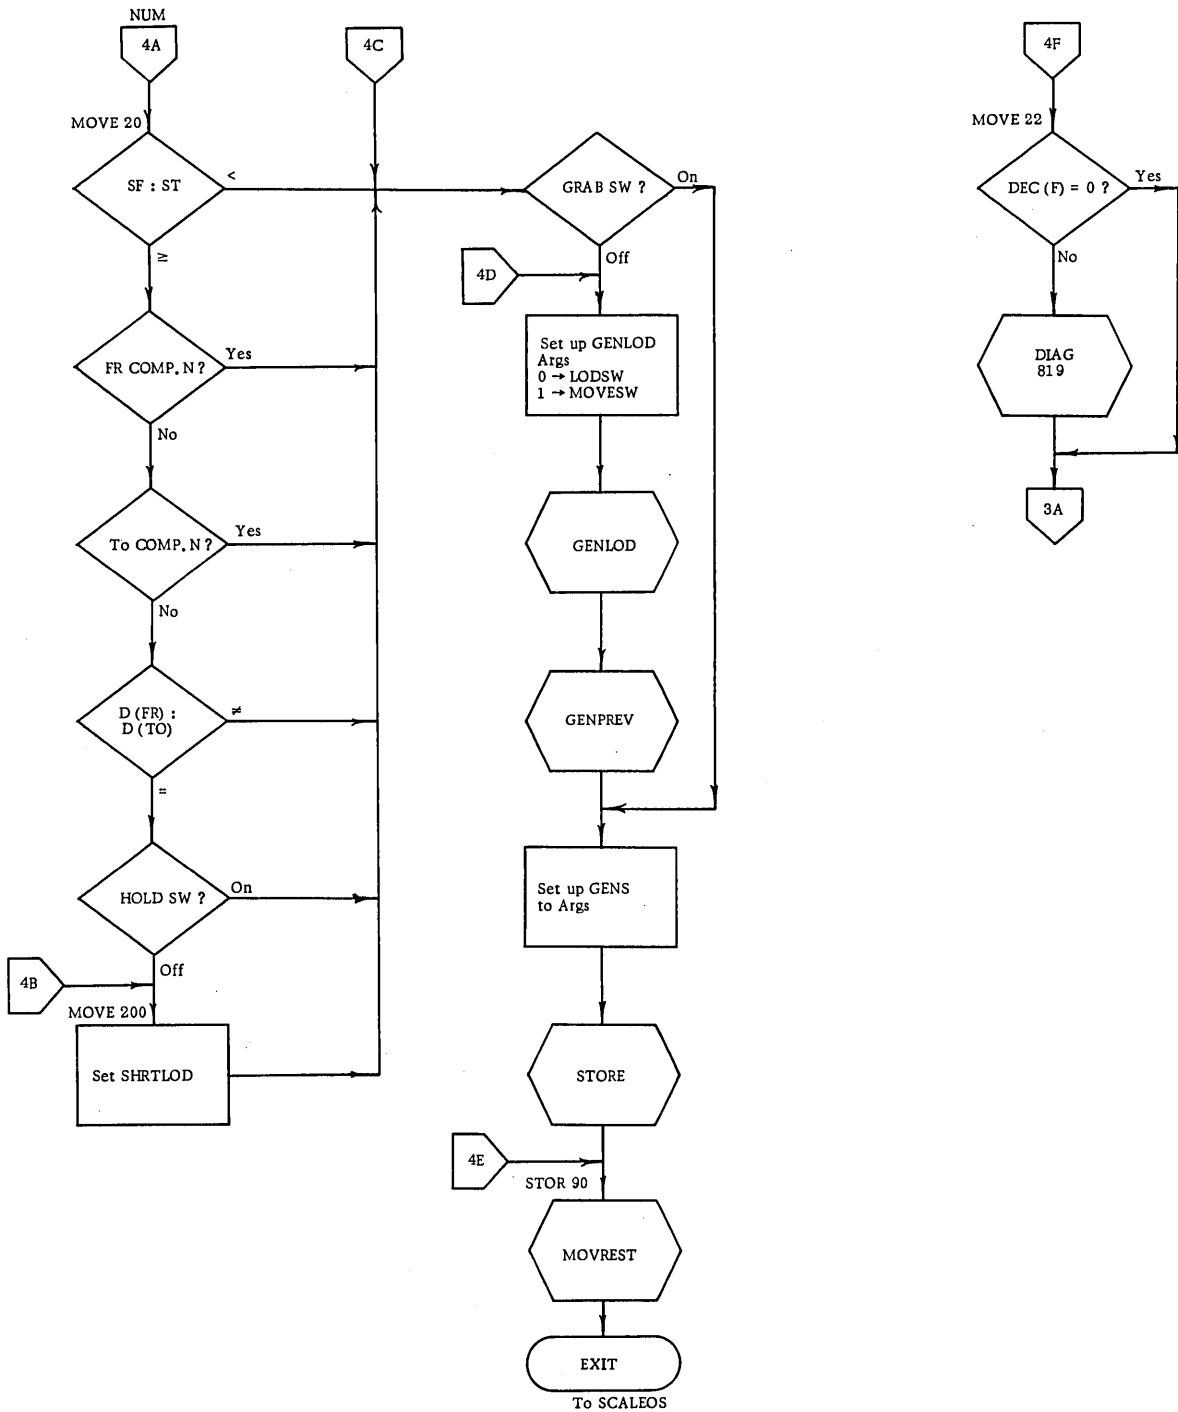 NUM
4A
4C
4F
MOVE 20
MOVE 22
SF : ST
<
GRAB SW ?
On
DEC (F) = 0 ?
Yes
≥
Off
4D
No
Set up GENLOD
Args
0 → LODSW
1 → MOVESW
FR COMP. N ?
Yes
No
DIAG
819
3A
To COMP. N ?
Yes
No
GENLOD
D (FR) :
D (TO)
≠
=
GENPREV
HOLD SW ?
On
Off
Set up GENS
to Args
4B
MOVE 200
Set SHRTLOD
STORE
4E
STOR 90
MOVREST
EXIT
To SCALEOS